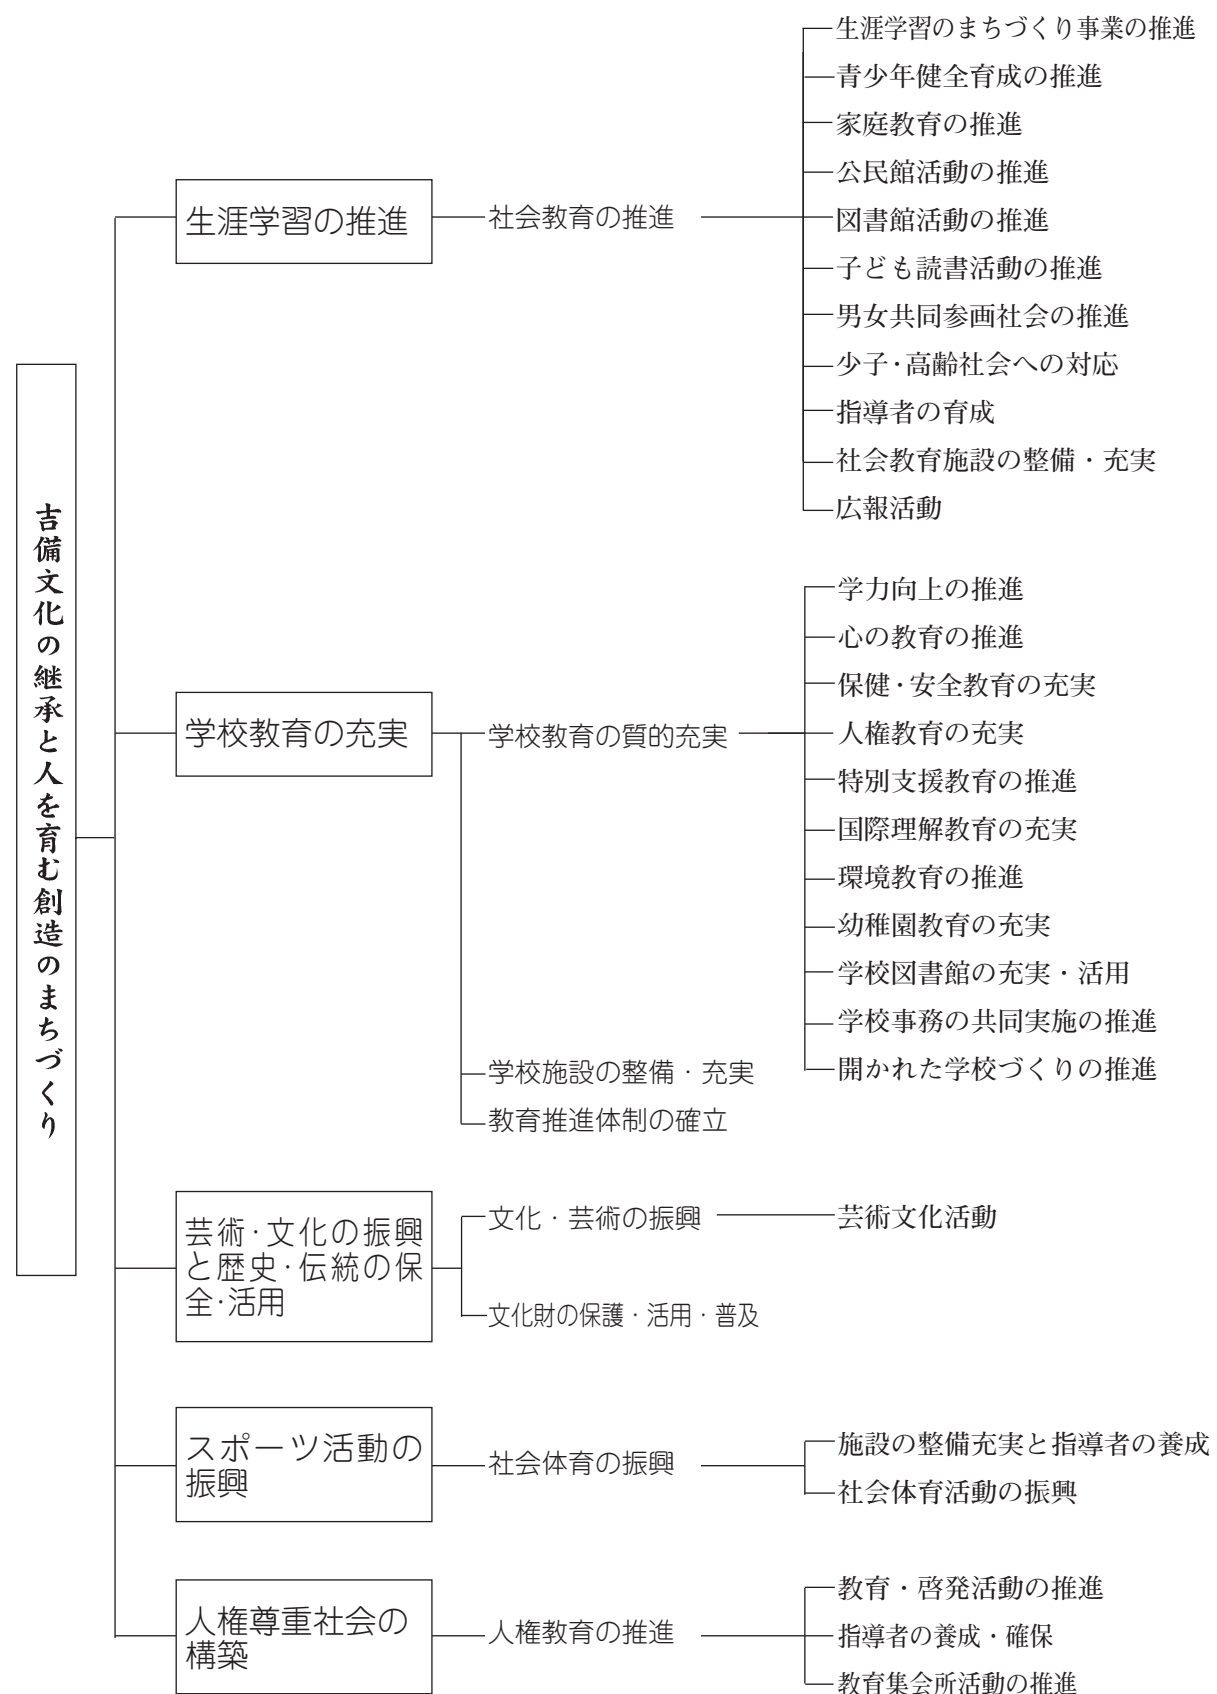 吉備文化の継承と人を育む創造のまちづくり
生涯学習の推進
社会教育の推進
生涯学習のまちづくり事業の推進
青少年健全育成の推進
家庭教育の推進
公民館活動の推進
図書館活動の推進
子ども読書活動の推進
男女共同参画社会の推進
少子・高齢社会への対応
指導者の育成
社会教育施設の整備・充実
広報活動
学校教育の充実
学校教育の質的充実
学力向上の推進
心の教育の推進
保健・安全教育の充実
人権教育の充実
特別支援教育の推進
国際理解教育の充実
環境教育の推進
幼稚園教育の充実
学校図書館の充実・活用
学校事務の共同実施の推進
開かれた学校づくりの推進
学校施設の整備・充実
教育推進体制の確立
芸術・文化の振興
と歴史・伝統の保
全・活用
文化・芸術の振興
芸術文化活動
文化財の保護・活用・普及
スポーツ活動の
振興
社会体育の振興
施設の整備充実と指導者の養成
社会体育活動の振興
人権尊重社会の
構築
人権教育の推進
教育・啓発活動の推進
指導者の養成・確保
教育集会所活動の推進